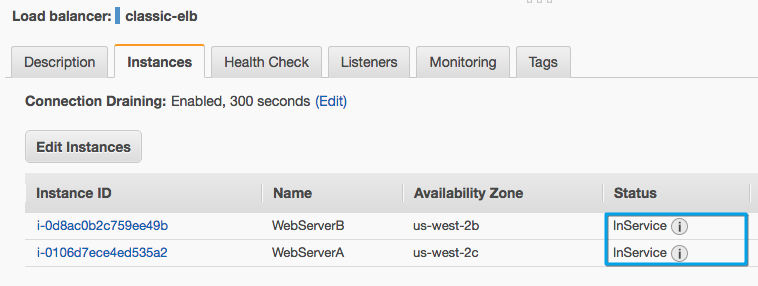 Load balancer: classic-elb
Description Instances Health Check Listeners Monitoring Tags
Connection Draining: Enabled, 300 seconds (Edit)
Edit Instances
Instance ID Name Availability Zone Status
i-0d8ac0b2c759ee49b WebServerB us-west-2b InService i
i-0106d7ece4ed535a2 WebServerA us-west-2c InService i